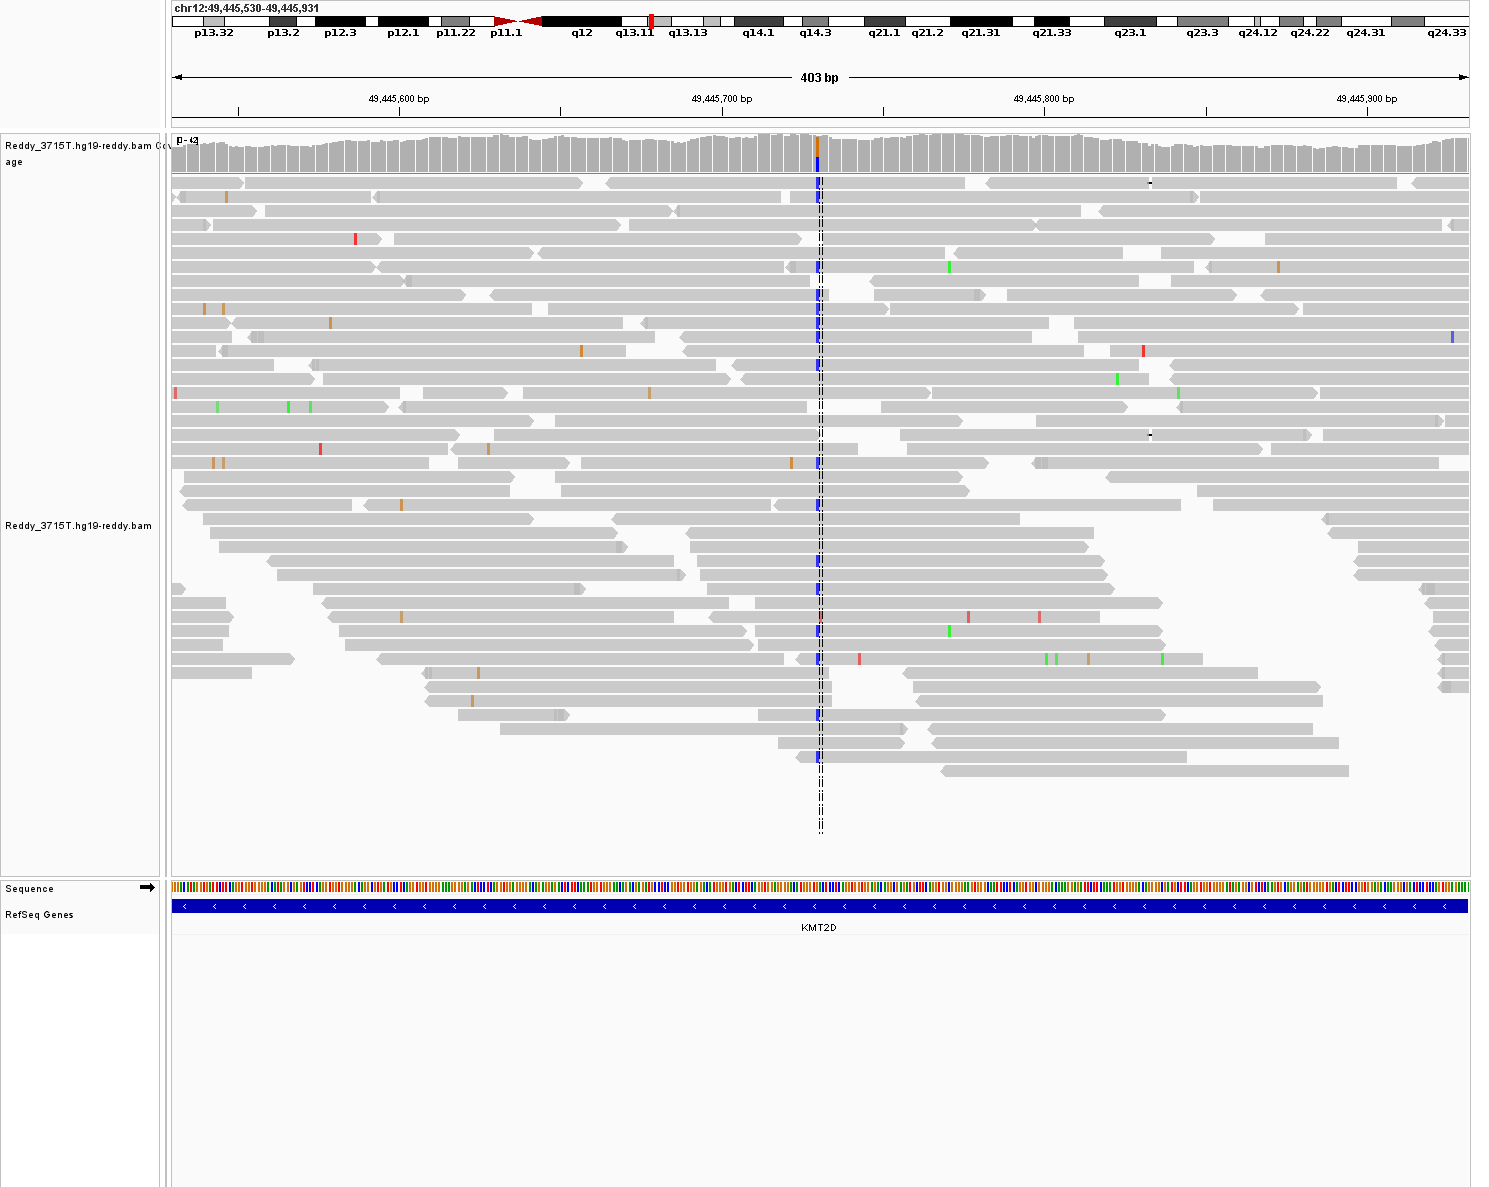 chr12:49,445,530-49,445,931
p13.32 p13.2 p12.3 p12.1 p11.22 p11.1 q12 q13.11 q13.13 q14.1 q14.3 q21.1 q21.2 q21.31 q21.33 q23.1 q23.3 q24.12 q24.22 q24.31 q24.33
403 bp
49,445,600 bp 49,445,700 bp 49,445,800 bp 49,445,900 bp
Reddy_3715T.hg19-reddy.bam Cov
age
[0 - 42]
Reddy_3715T.hg19-reddy.bam
Sequence
RefSeq Genes
KMT2D